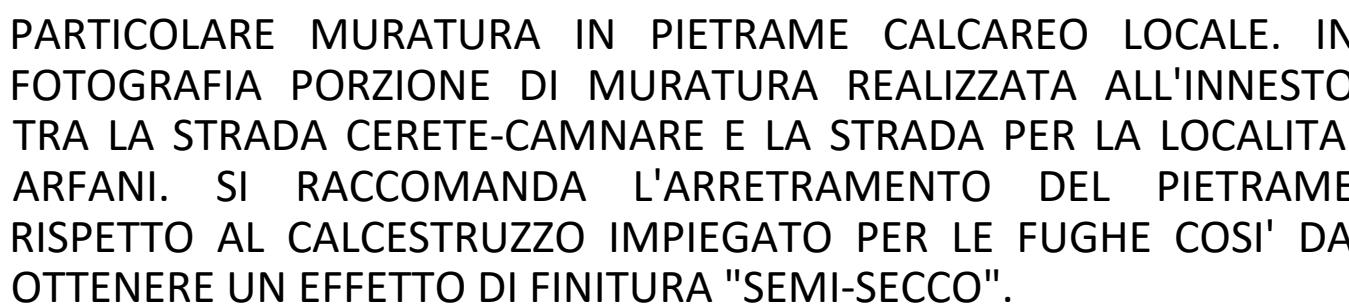 PARTICOLARE MURATURA IN PIETRAME CALCAREO LOCALE. IN
FOTOGRAFIA PORZIONE DI MURATURA REALIZZATA ALL'INNESTO
TRA LA STRADA CERETE-CAMNARE E LA STRADA PER LA LOCALITA'
ARFANI. SI RACCOMANDA L'ARRETRAMENTO DEL PIETRAME
RISPETTO AL CALCESTRUZZO IMPIEGATO PER LE FUGHE COSI' DA
OTTENERE UN EFFETTO DI FINITURA "SEMI-SECCO".